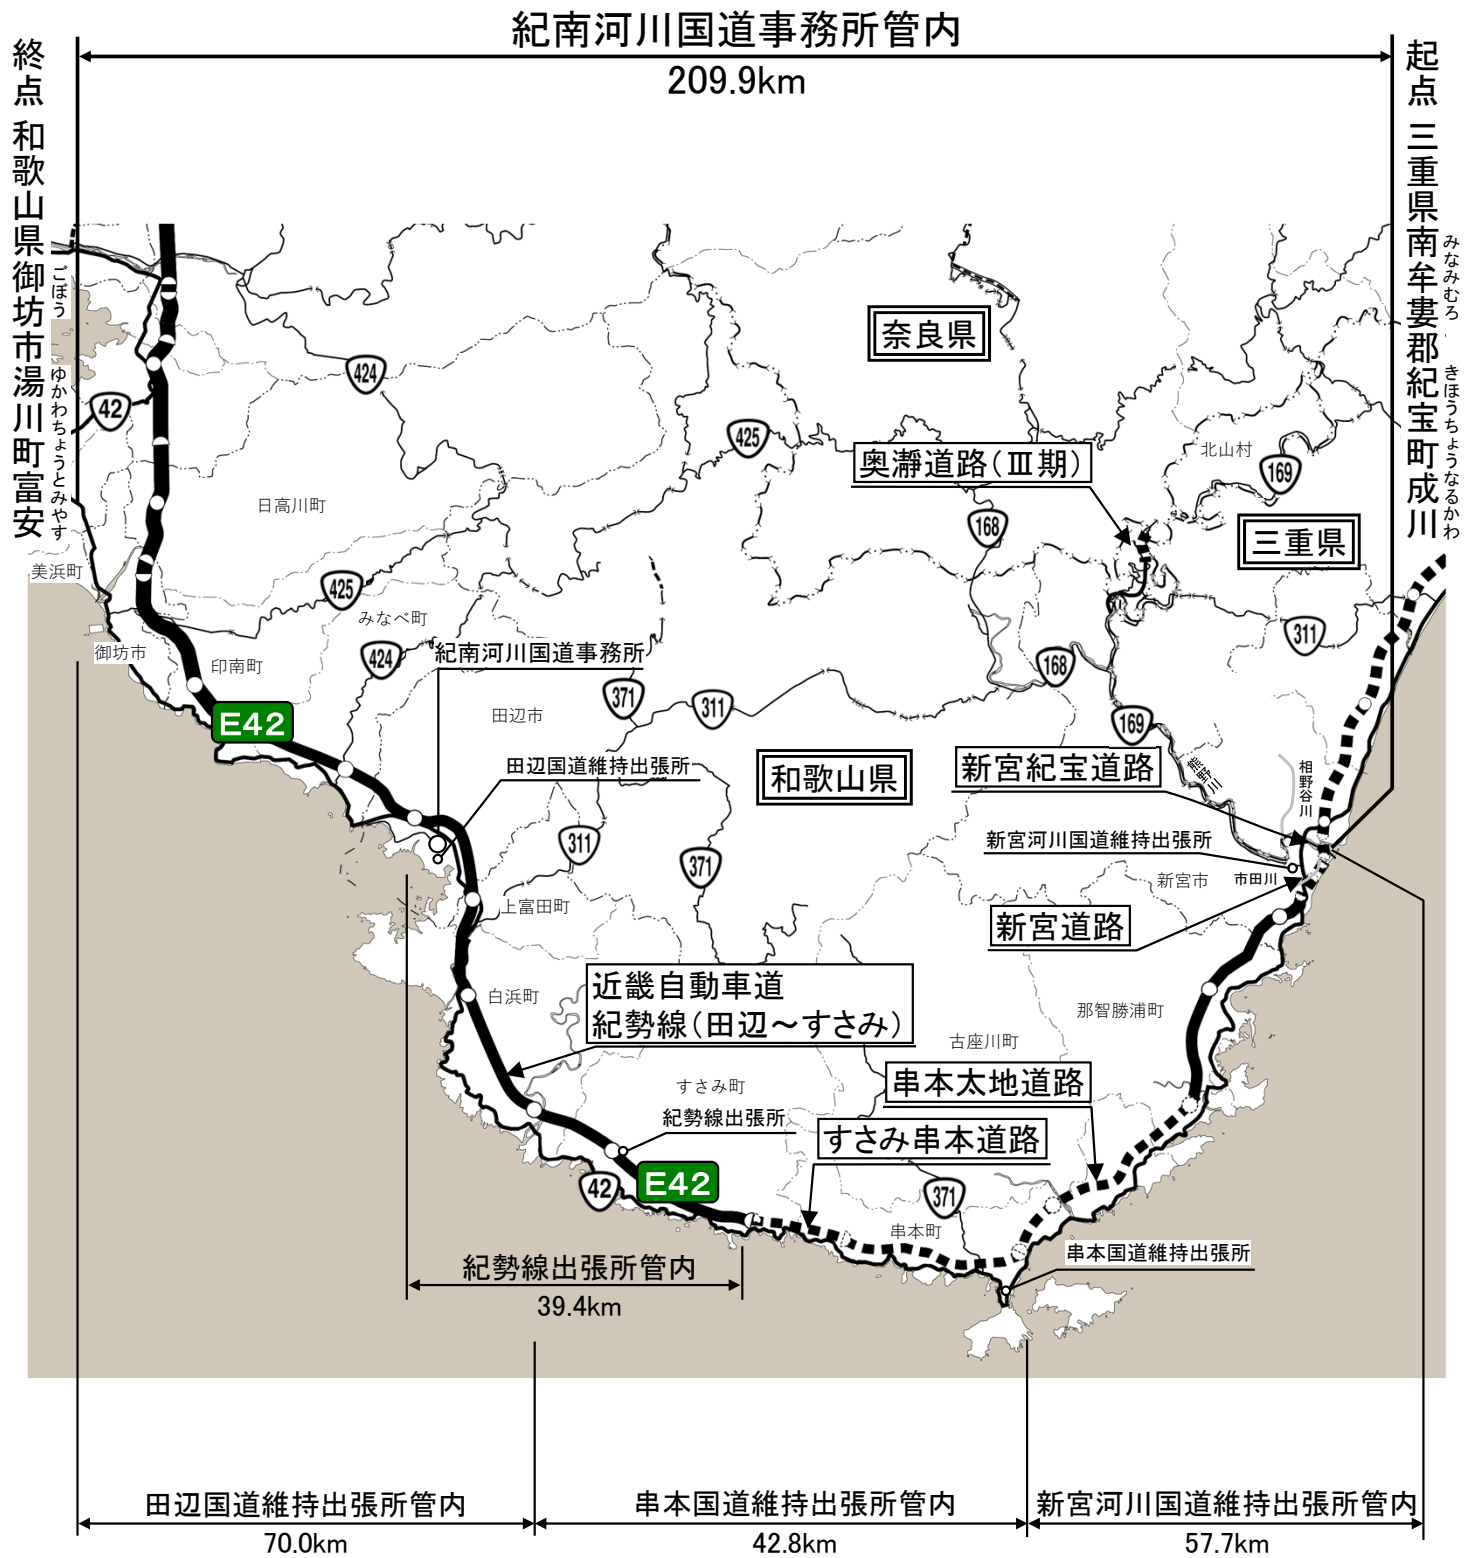 紀南河川国道事務所管内
209.9km
終点 和歌山県御坊市湯川町富安
ごぼう
ゆかわちょうとみやす
起点 三重県南牟婁郡紀宝町成川
みなみむろ
きほうちょうなるかわ
奈良県
424
42
425
北山村
169
奥瀞道路(Ⅲ期)
日高川町
168
三重県
美浜町
425
みなべ町
311
御坊市
印南町
424
紀南河川国道事務所
168
371
311
E42
田辺市
169
田辺国道維持出張所
和歌山県
新宮紀宝道路
熊野川
相野谷川
311
新宮河川国道維持出張所
371
新宮市
市田川
上富田町
新宮道路
近畿自動車道
紀勢線(田辺～すさみ)
白浜町
那智勝浦町
古座川町
すさみ町
串本太地道路
紀勢線出張所
すさみ串本道路
42
E42
371
串本町
串本国道維持出張所
紀勢線出張所管内
39.4km
田辺国道維持出張所管内
70.0km
串本国道維持出張所管内
42.8km
新宮河川国道維持出張所管内
57.7km